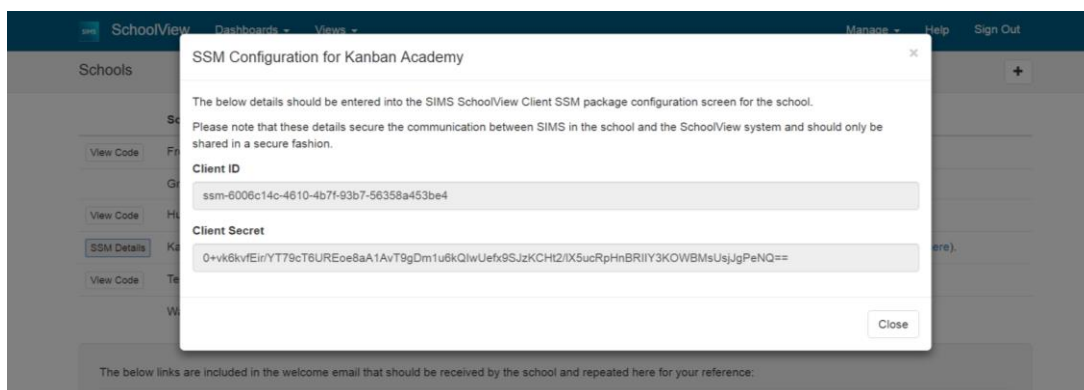 SIMS SchoolView Dashboards Views Manage Help Sign Out
Schools
+
SSM Configuration for Kanban Academy ×
The below details should be entered into the SIMS SchoolView Client SSM package configuration screen for the school.
Please note that these details secure the communication between SIMS in the school and the SchoolView system and should only be
shared in a secure fashion.
Client ID
ssm-6006c14c-4610-4b7f-93b7-56358a453be4
Client Secret
0+vk6kvfEir/YT79cT6UREoe8aA1AvT9gDm1u6kQIwUefx9SJzKCHt2/IX5ucRpHnBRIIY3KOWBMsUsjJgPeNQ==
Close
View Code
View Code
SSM Details
View Code
The below links are included in the welcome email that should be received by the school and repeated here for your reference: